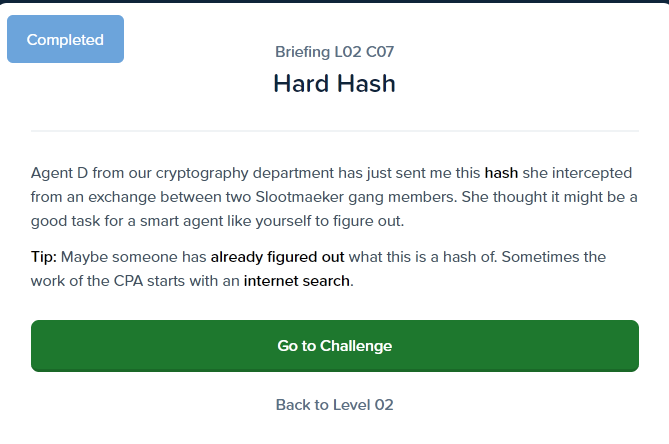 Completed
Briefing L02 C07
Hard Hash
Agent D from our cryptography department has just sent me this hash she intercepted
from an exchange between two Slootmaeker gang members. She thought it might be a
good task for a smart agent like yourself to figure out.
Tip: Maybe someone has already figured out what this is a hash of. Sometimes the
work of the CPA starts with an internet search.
Go to Challenge
Back to Level 02